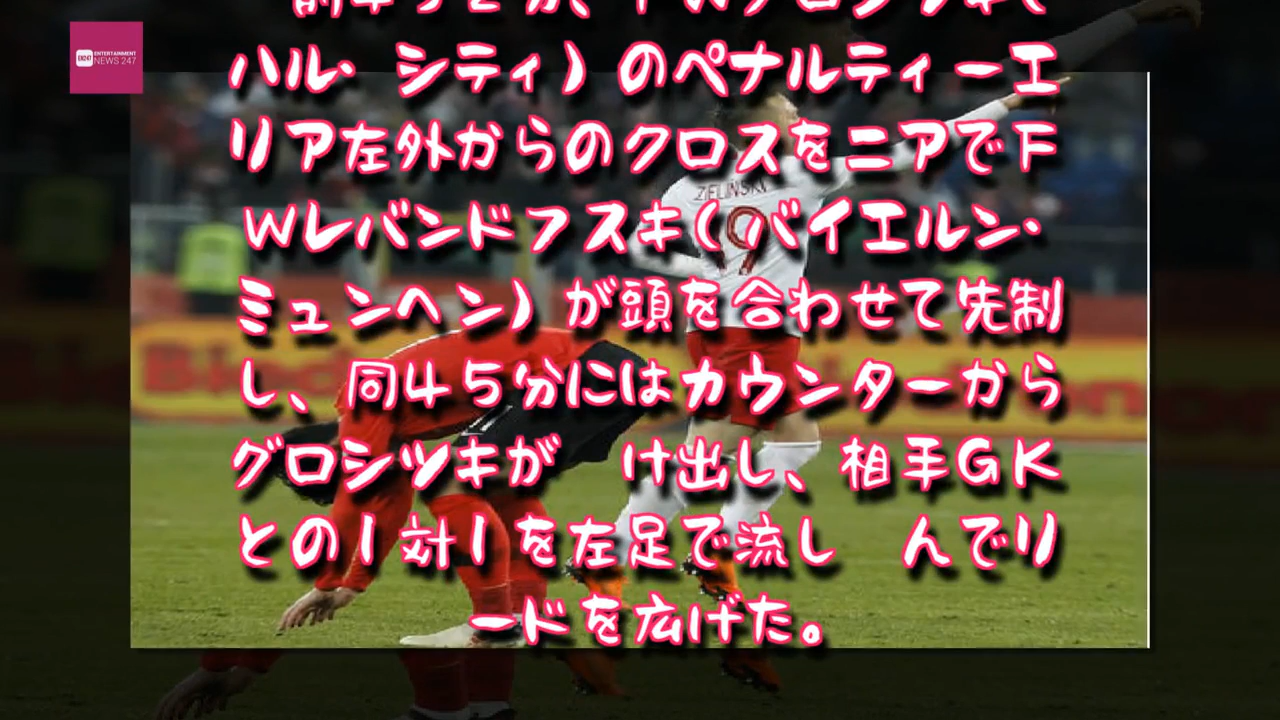 ENTERTAINMENT
NEWS 247
ハル・シティ）のペナルティーエ
リア左外からのクロスをニアでＦ
Ｗレバンドフスキ（バイエルン・
ミュンヘン）が頭を合わせて先制
し、同４５分にはカウンターから
グロシツキが　け出し、相手ＧＫ
との１対１を左足で流し　んでリ
ードを広げた。
ZIELIŃSKI
19